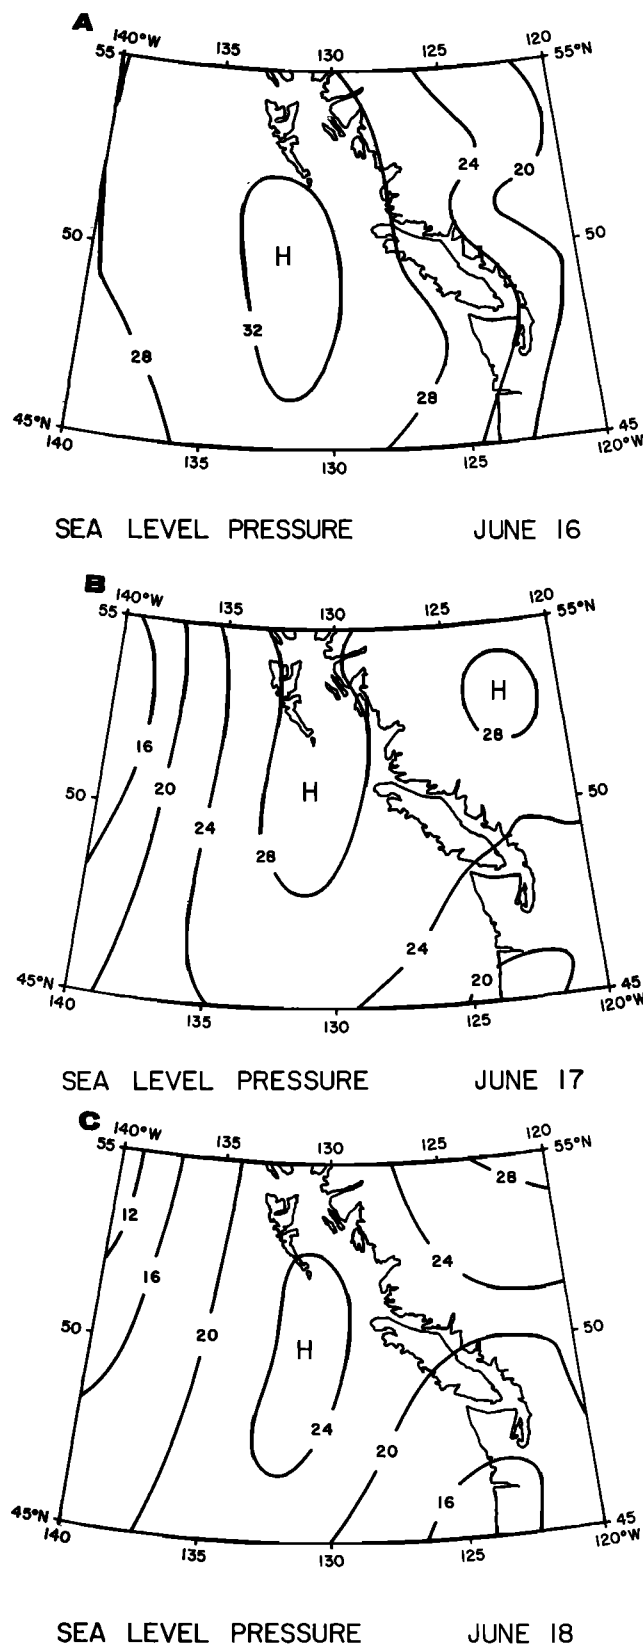 A
140°W 135 130 125 120
55 55°N
24 20
50 50
H
32
28
28
45°N 45
140 135 130 125 120°W
SEA LEVEL PRESSURE JUNE 16
B
140°W 135 130 125 120
55 55°N
H
28
16
20
50 H 50
24
28
24
45°N 20 45
140 135 130 125 120°W
SEA LEVEL PRESSURE JUNE 17
C
140°W 135 130 125 120
55 55°N
28
12
24
16
50 20 H 50
24
20
16
45°N 45
140 135 130 125 120°W
SEA LEVEL PRESSURE JUNE 18